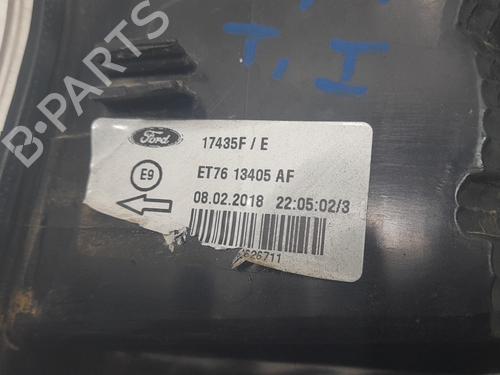 T, I
B-PARTS
Ford
17435F / E
E9
ET76 13405 AF
08.02.2018 22:05:02/3
626711